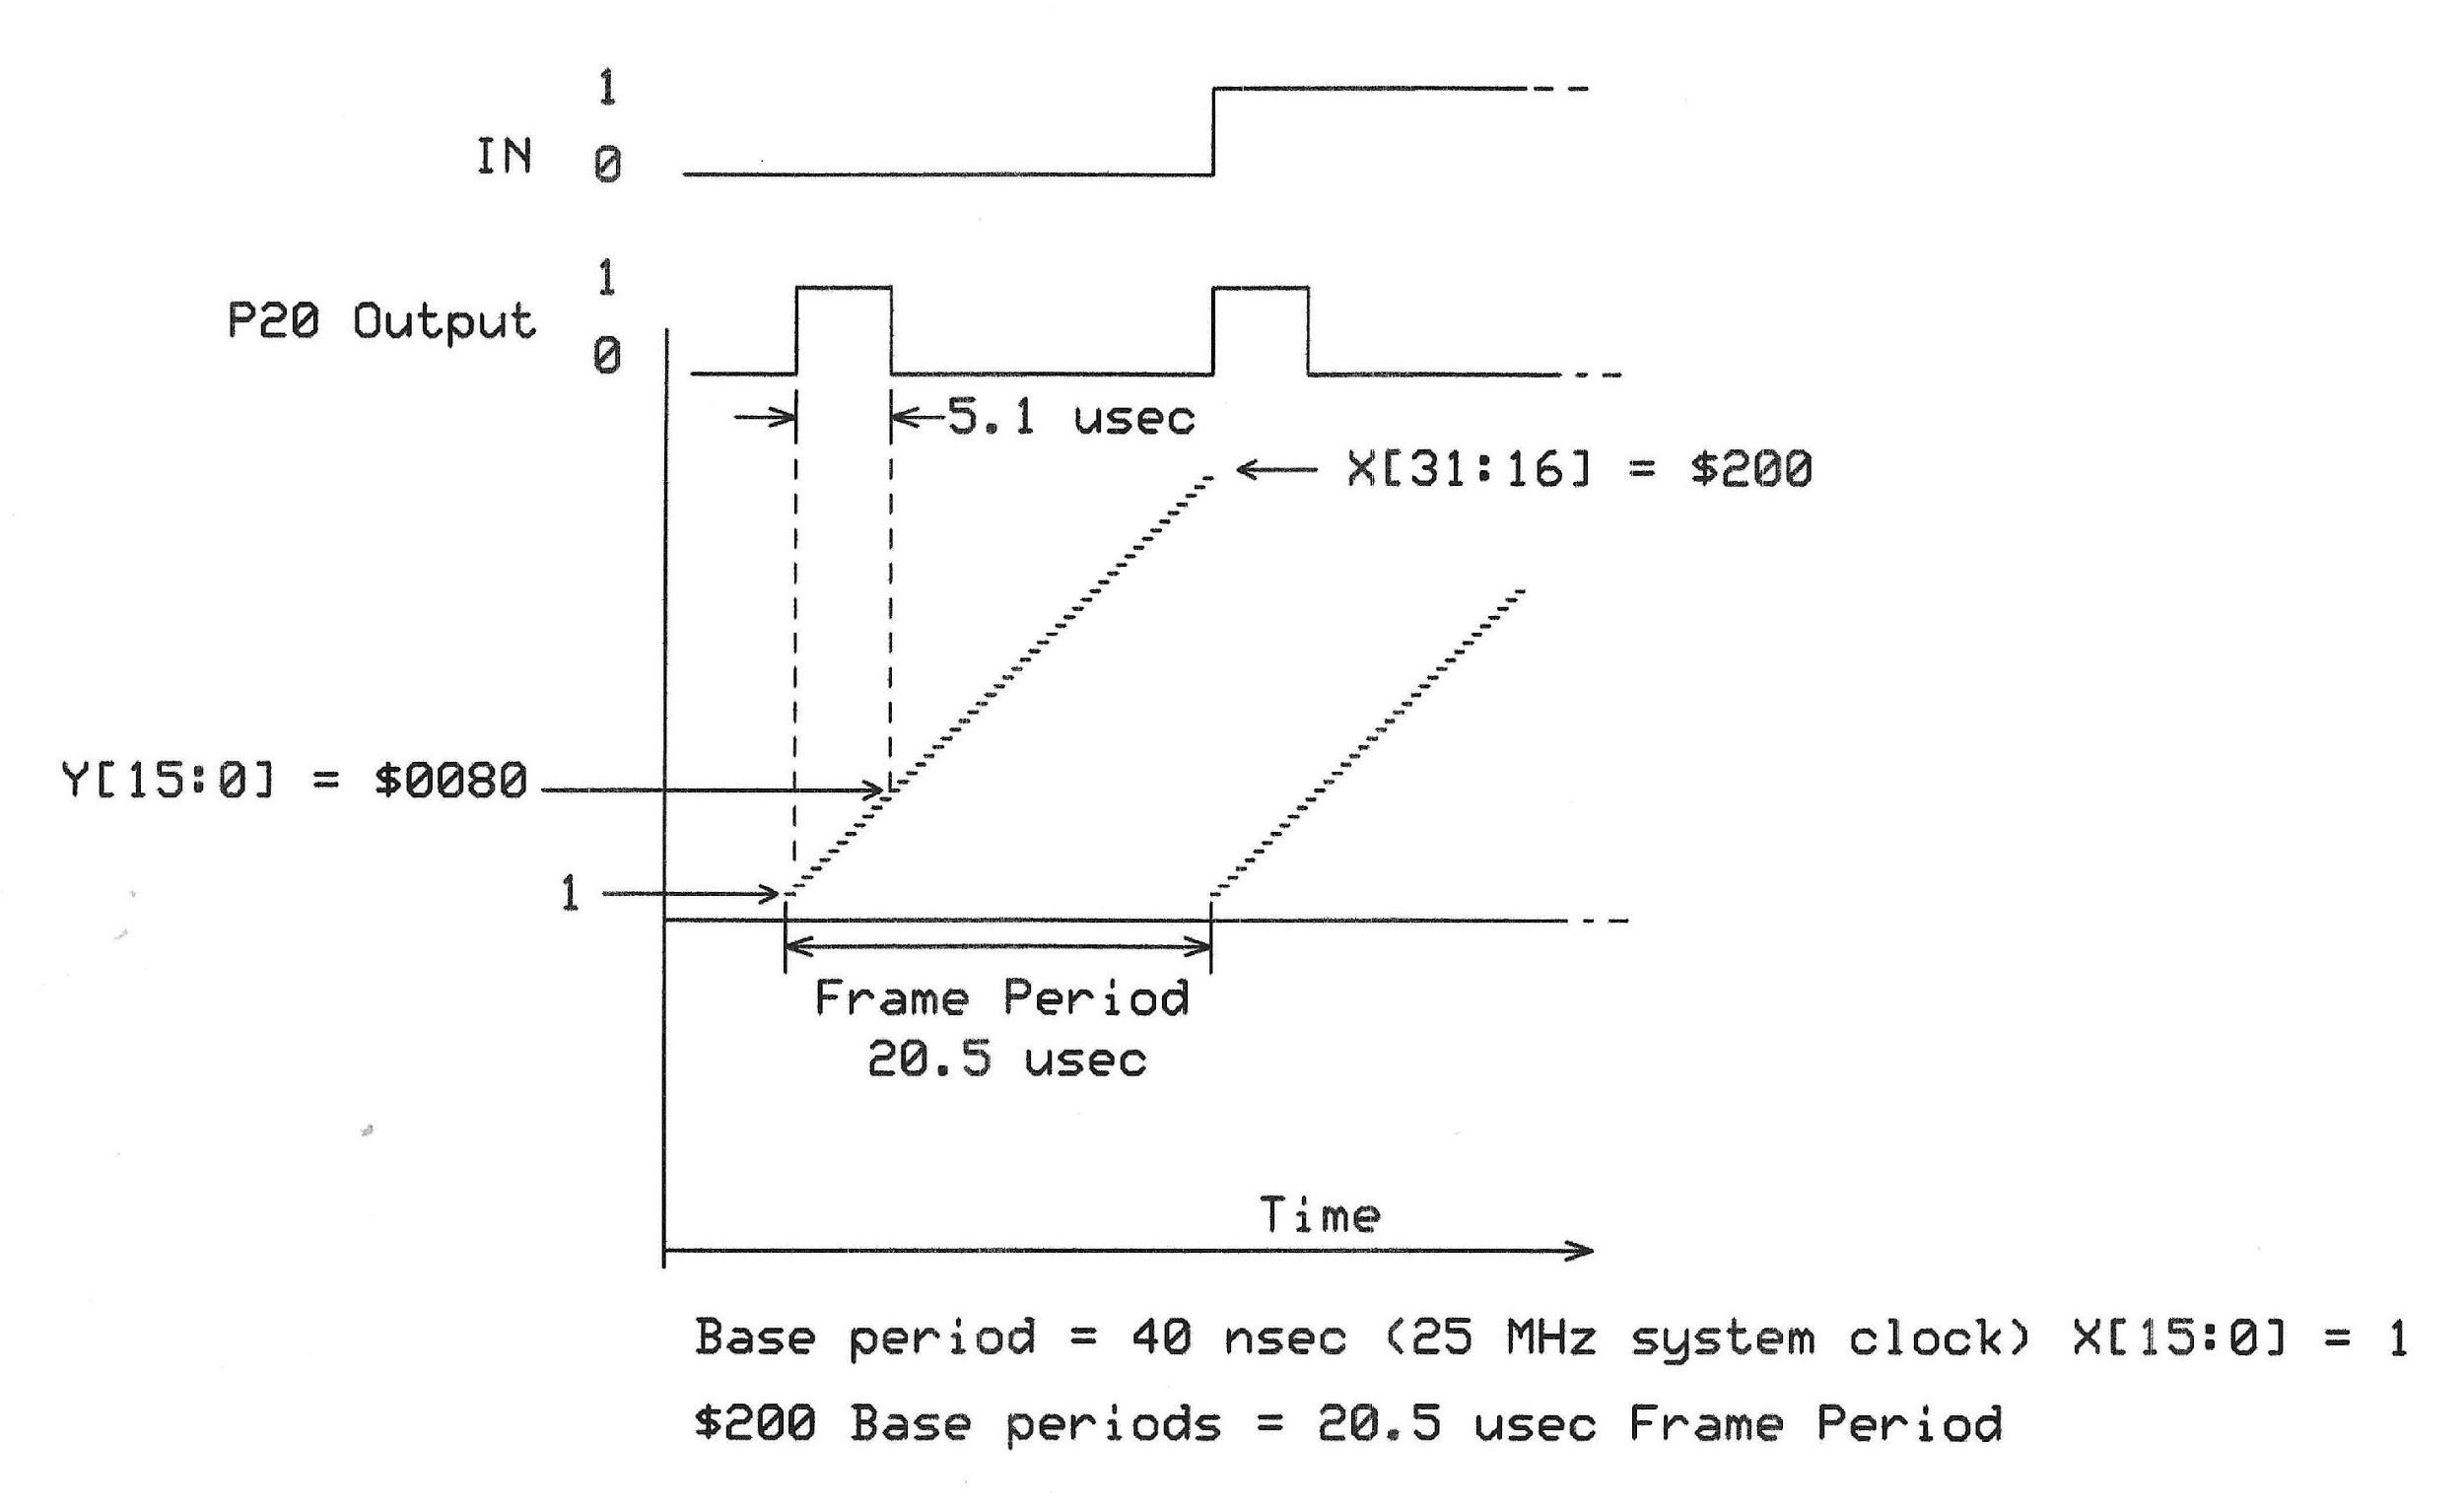 1
IN 0
1
P20 Output
0
5.1 usec
X[31:16] = $200
Y[15:0] = $0080
1
Frame Period
20.5 usec
Time
Base period = 40 nsec (25 MHz system clock) X[15:0] = 1
$200 Base periods = 20.5 usec Frame Period